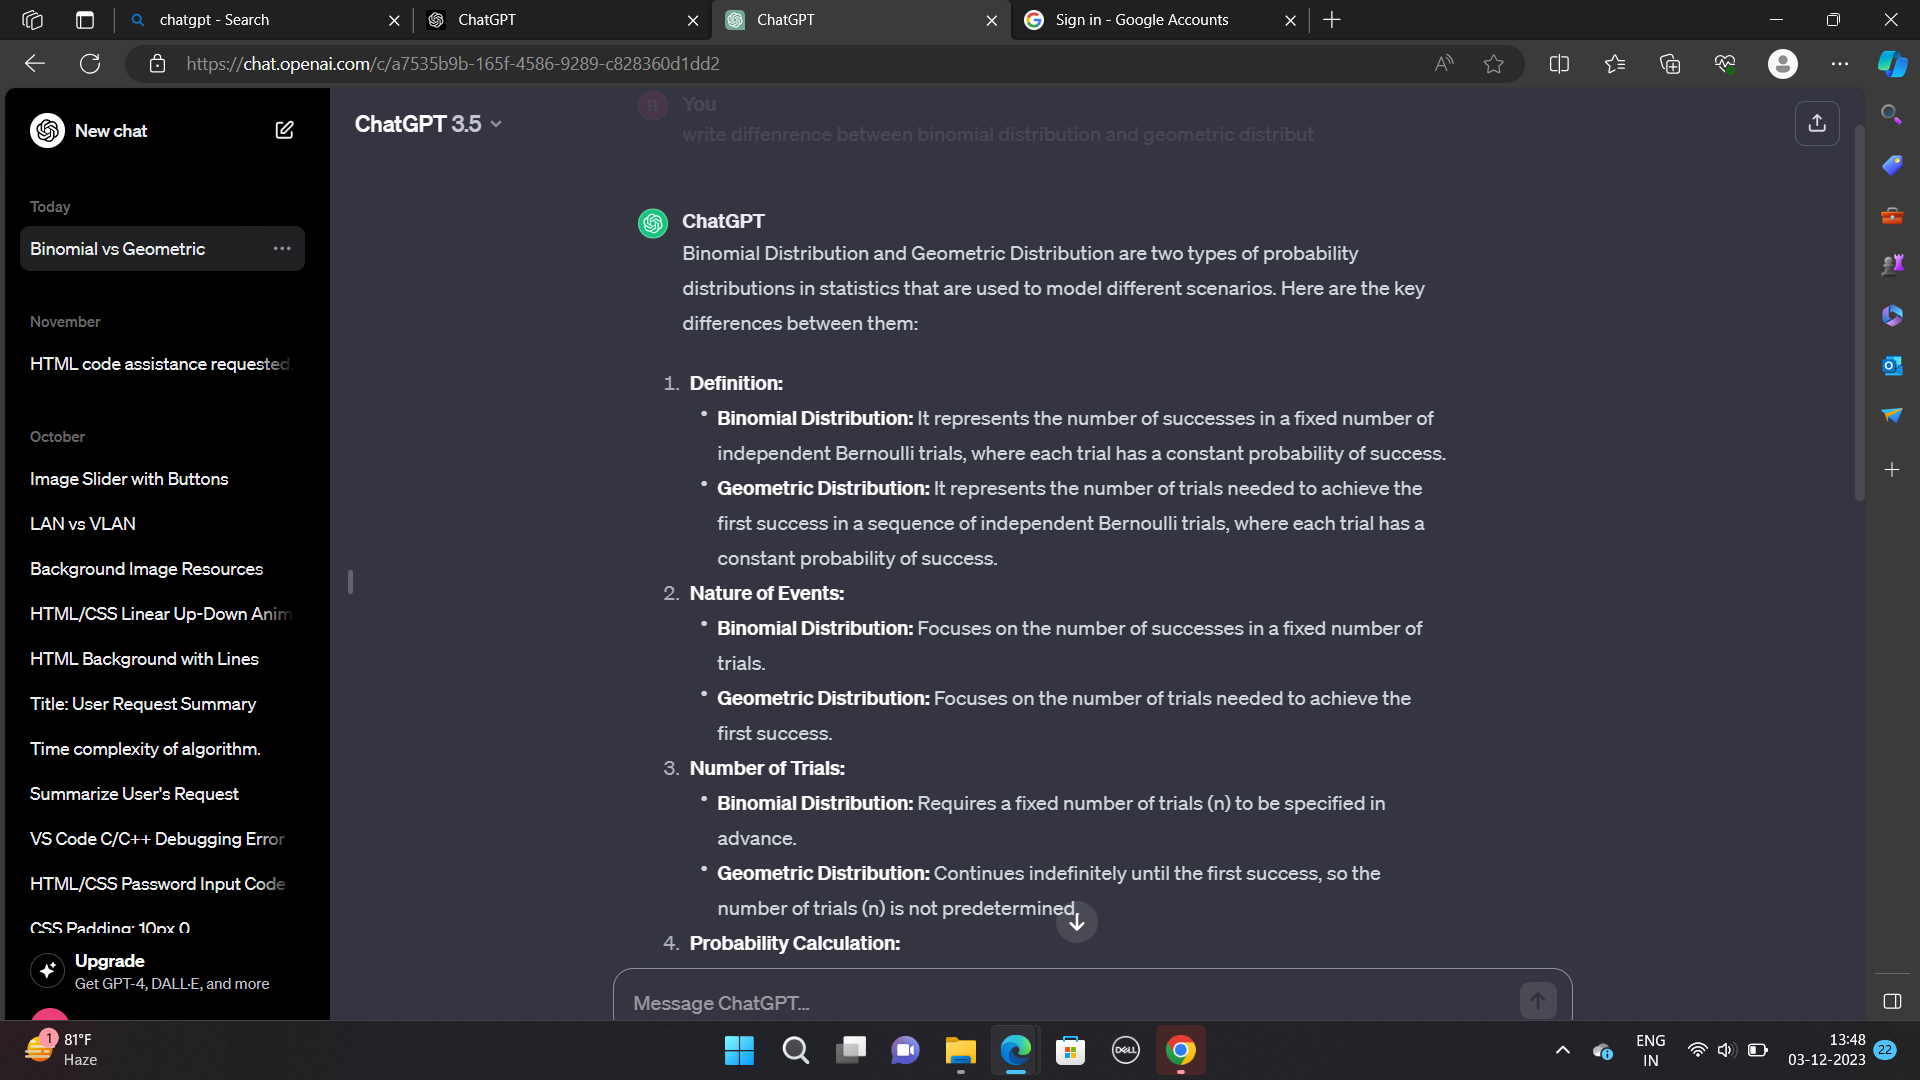 chatgpt - Search
ChatGPT
ChatGPT
Sign in - Google Accounts
https://chat.openai.com/c/a7535b9b-165f-4586-9289-c828360d1dd2
New chat
Today
Binomial vs Geometric
November
HTML code assistance requested.
October
Image Slider with Buttons
LAN vs VLAN
Background Image Resources
HTML/CSS Linear Up-Down Anim
HTML Background with Lines
Title: User Request Summary
Time complexity of algorithm.
Summarize User's Request
VS Code C/C++ Debugging Error
HTML/CSS Password Input Code
CSS Padding: 10px 0
Upgrade
Get GPT-4, DALL·E, and more
ChatGPT 3.5
R
You
write diffenrence between binomial distribution and geometric distribut
ChatGPT
Binomial Distribution and Geometric Distribution are two types of probability
distributions in statistics that are used to model different scenarios. Here are the key
differences between them:
1. Definition:
• Binomial Distribution: It represents the number of successes in a fixed number of
independent Bernoulli trials, where each trial has a constant probability of success.
• Geometric Distribution: It represents the number of trials needed to achieve the
first success in a sequence of independent Bernoulli trials, where each trial has a
constant probability of success.
2. Nature of Events:
• Binomial Distribution: Focuses on the number of successes in a fixed number of
trials.
• Geometric Distribution: Focuses on the number of trials needed to achieve the
first success.
3. Number of Trials:
• Binomial Distribution: Requires a fixed number of trials (n) to be specified in
advance.
• Geometric Distribution: Continues indefinitely until the first success, so the
number of trials (n) is not predetermined.
4. Probability Calculation:
Message ChatGPT...
1
81°F
Haze
DELL
ENG
IN
13:48
03-12-2023
22